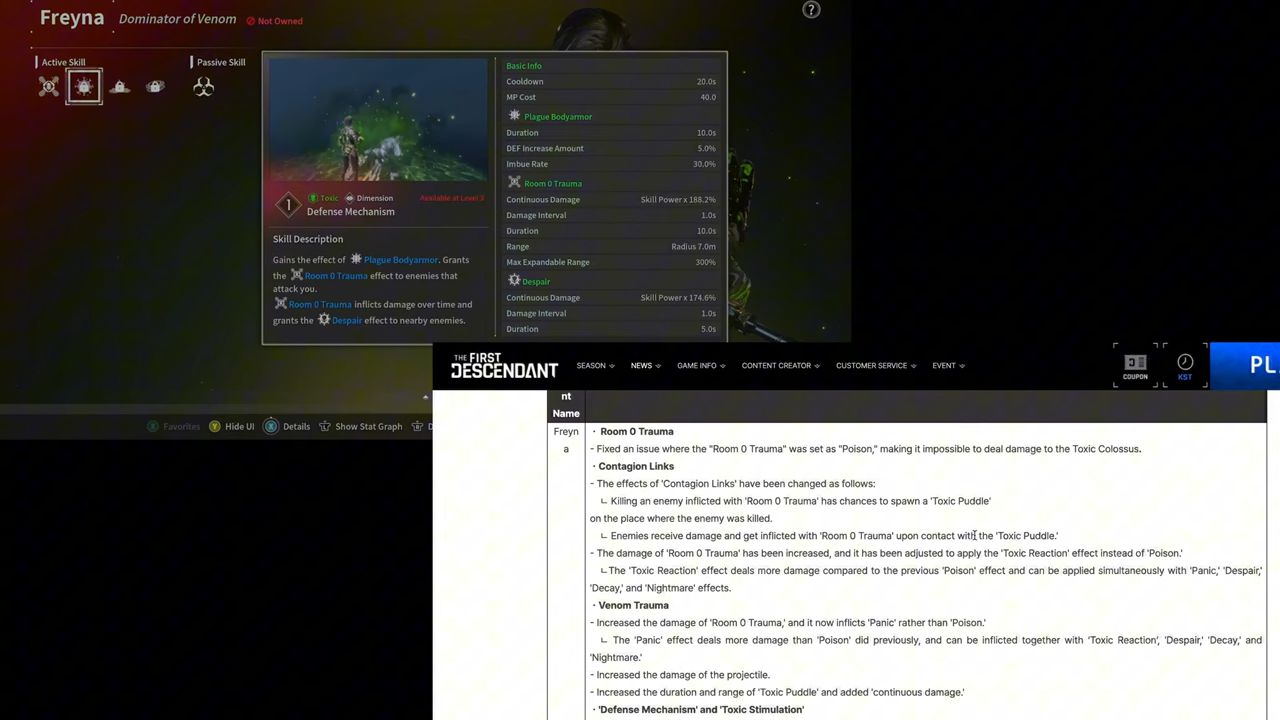 Freyna Dominator of Venom Not Owned
?
Active Skill
Passive Skill
1
Toxic Dimension Available at Level 3
Defense Mechanism
Skill Description
Gains the effect of Plague Bodyarmor. Grants
the Room 0 Trauma effect to enemies that
attack you.
Room 0 Trauma inflicts damage over time and
grants the Despair effect to nearby enemies.
Basic Info
Cooldown 20.0s
MP Cost 40.0
Plague Bodyarmor
Duration 10.0s
DEF Increase Amount 5.0%
Imbue Rate 30.0%
Room 0 Trauma
Continuous Damage Skill Power x 188.2%
Damage Interval 1.0s
Duration 10.0s
Range Radius 7.0m
Max Expandable Range 300%
Despair
Continuous Damage Skill Power x 174.6%
Damage Interval 1.0s
Duration 5.0s
Favorites Y Hide UI X Details Show Stat Graph D
THE FIRST DESCENDANT
SEASON NEWS GAME INFO CONTENT CREATOR CUSTOMER SERVICE EVENT
COUPON KST PL
nt
Name
Freyn
a
· Room 0 Trauma
- Fixed an issue where the "Room 0 Trauma" was set as "Poison," making it impossible to deal damage to the Toxic Colossus.
· Contagion Links
- The effects of 'Contagion Links' have been changed as follows:
ㄴ Killing an enemy inflicted with 'Room 0 Trauma' has chances to spawn a 'Toxic Puddle'
on the place where the enemy was killed.
ㄴ Enemies receive damage and get inflicted with 'Room 0 Trauma' upon contact with the 'Toxic Puddle.'
- The damage of 'Room 0 Trauma' has been increased, and it has been adjusted to apply the 'Toxic Reaction' effect instead of 'Poison.'
ㄴThe 'Toxic Reaction' effect deals more damage compared to the previous 'Poison' effect and can be applied simultaneously with 'Panic,' 'Despair,'
'Decay,' and 'Nightmare' effects.
· Venom Trauma
- Increased the damage of 'Room 0 Trauma,' and it now inflicts 'Panic' rather than 'Poison.'
ㄴ The 'Panic' effect deals more damage than 'Poison' did previously, and can be inflicted together with 'Toxic Reaction', 'Despair,' 'Decay,' and
'Nightmare.'
- Increased the damage of the projectile.
- Increased the duration and range of 'Toxic Puddle' and added 'continuous damage.'
· 'Defense Mechanism' and 'Toxic Stimulation'